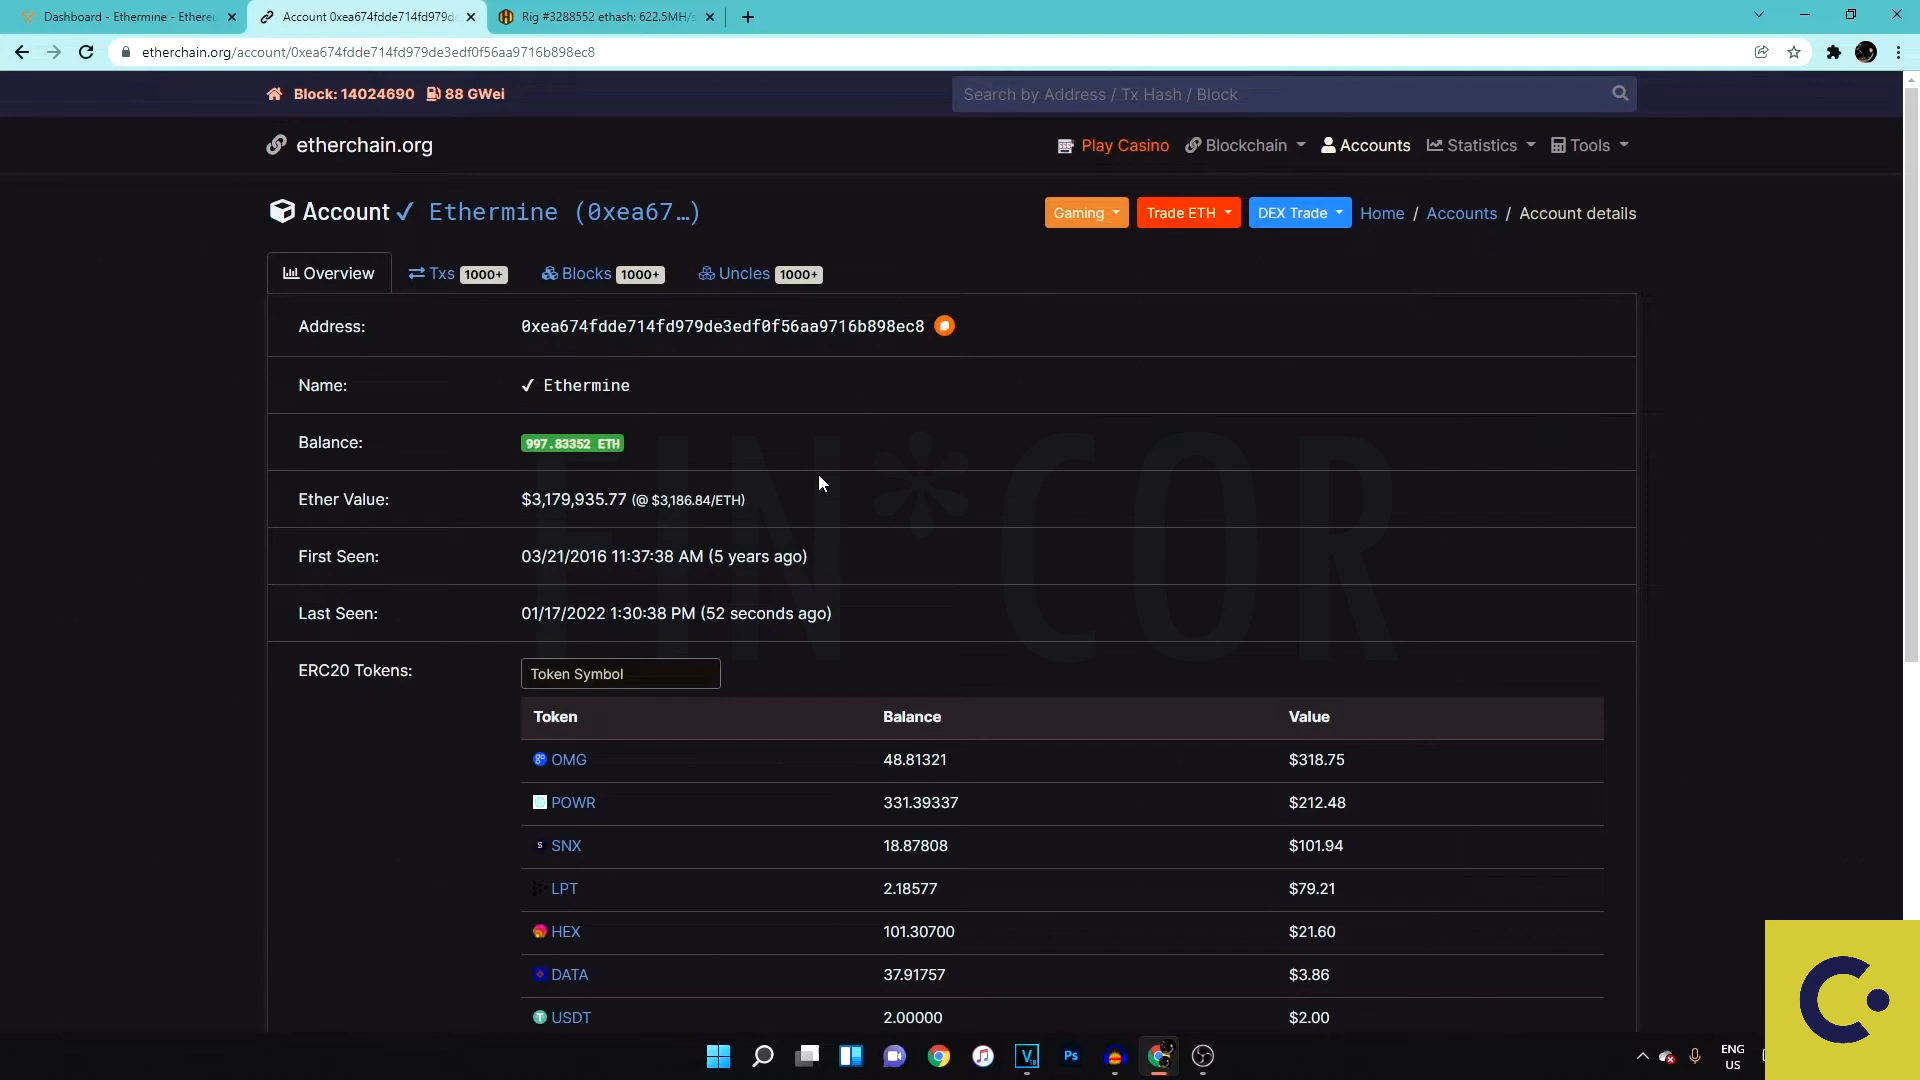 Dashboard - Ethermine - Ethereu
Account 0xea674fdde714fd979d
Rig #3288552 ethash: 622.5MH/s
etherchain.org/account/0xea674fdde714fd979de3edf0f56aa9716b898ec8
Block: 14024690 88 GWei
Search by Address / Tx Hash / Block
etherchain.org
Play Casino Blockchain Accounts Statistics Tools
Account ✓ Ethermine (0xea67…)
Gaming Trade ETH DEX Trade Home / Accounts / Account details
Overview Txs 1000+ Blocks 1000+ Uncles 1000+
Address: 0xea674fdde714fd979de3edf0f56aa9716b898ec8
Name: ✓ Ethermine
Balance: 997.83352 ETH
Ether Value: $3,179,935.77 (@ $3,186.84/ETH)
First Seen: 03/21/2016 11:37:38 AM (5 years ago)
Last Seen: 01/17/2022 1:30:38 PM (52 seconds ago)
FIN*COR
ERC20 Tokens: Token Symbol
Token Balance Value
OMG 48.81321 $318.75
POWR 331.39337 $212.48
SNX 18.87808 $101.94
LPT 2.18577 $79.21
HEX 101.30700 $21.60
DATA 37.91757 $3.86
USDT 2.00000 $2.00
Ps
ENG
US